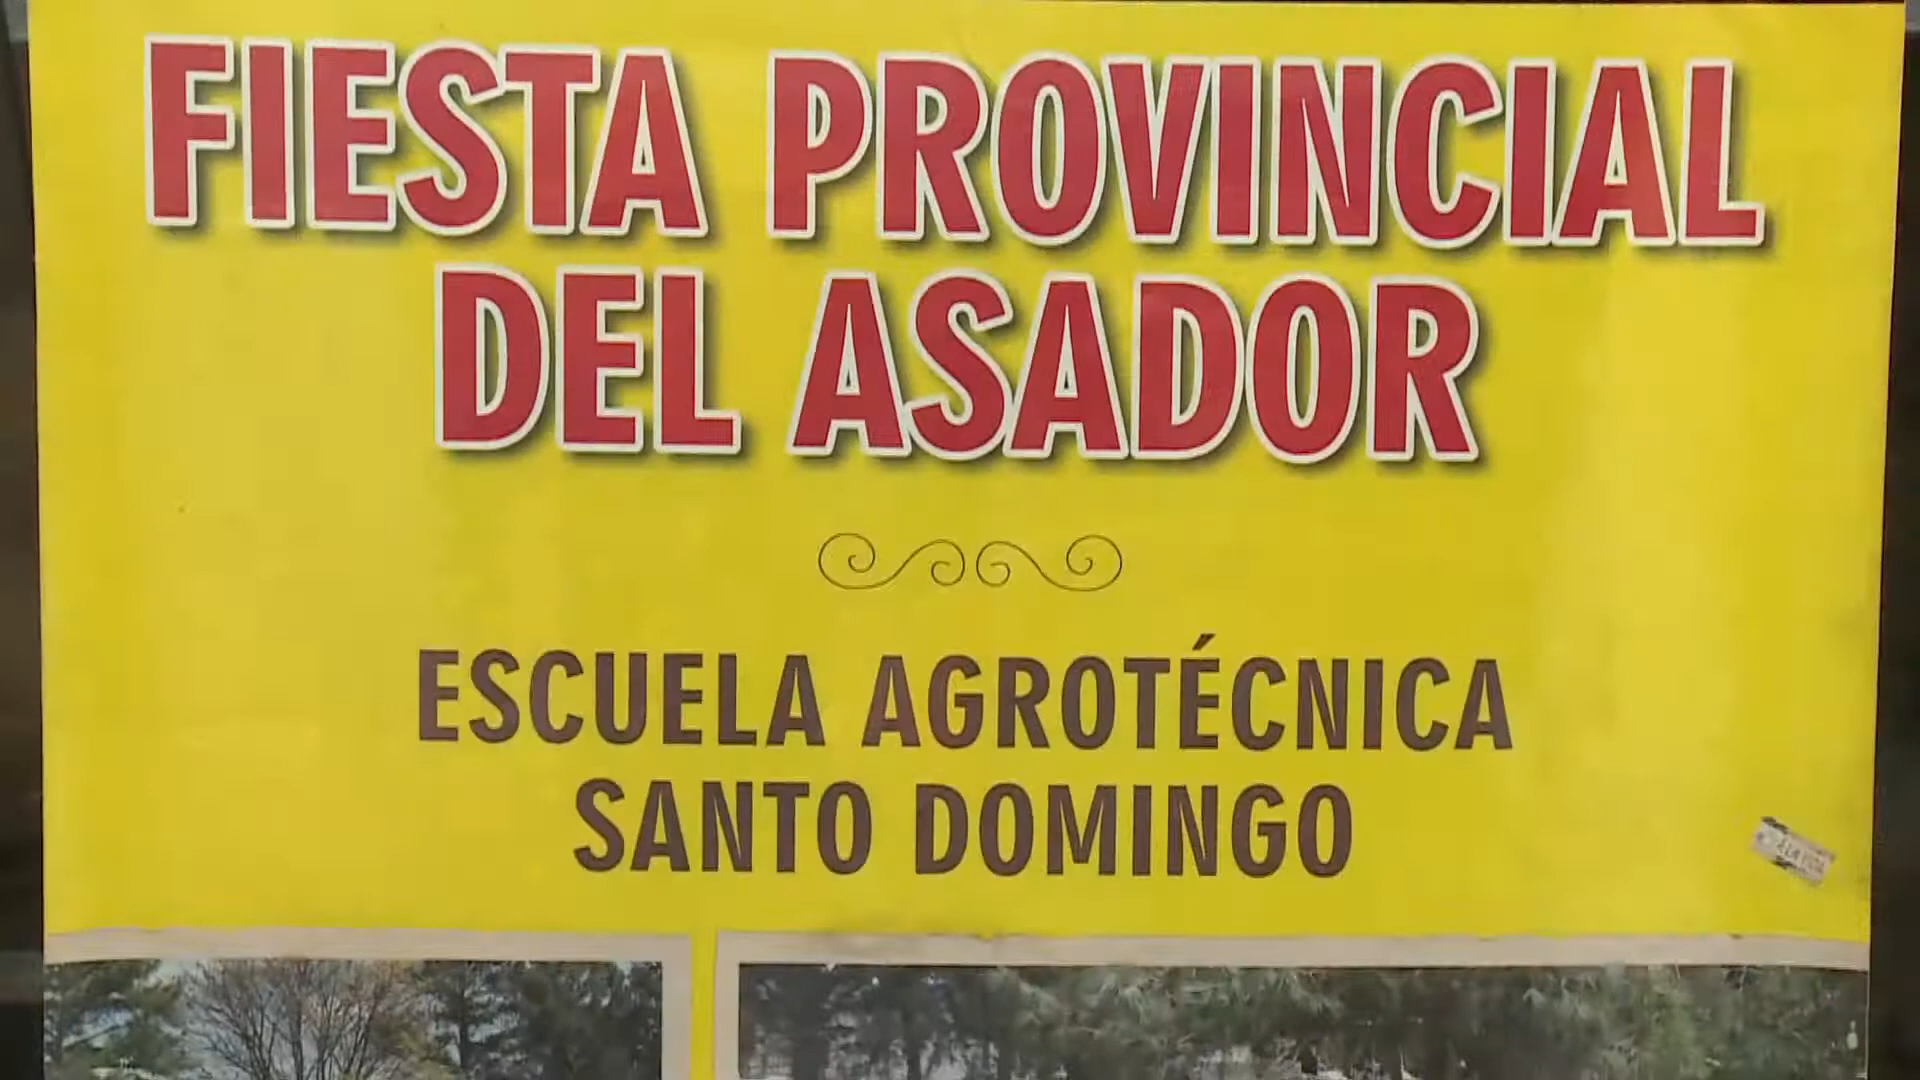 FIESTA PROVINCIAL
DEL ASADOR
ESCUELA AGROTÉCNICA
SANTO DOMINGO